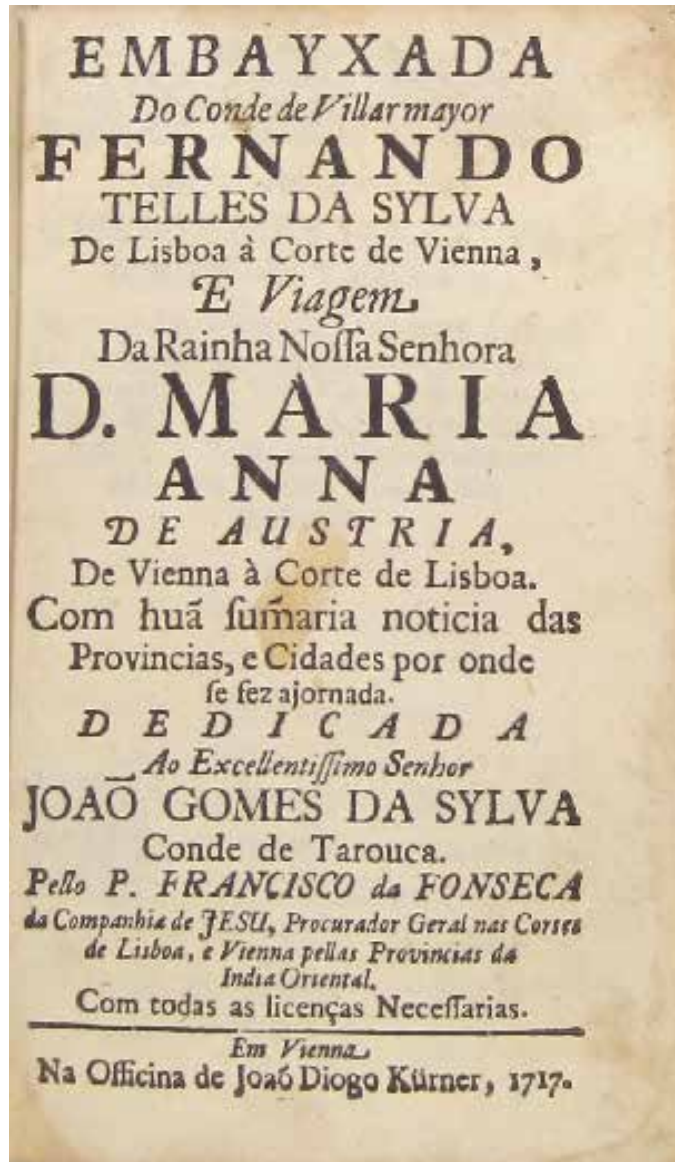 EMBAYXADA
Do Conde de Villarmayor
FERNANDO
TELLES DA SYLVA
De Lisboa à Corte de Vienna,
E Viagem
Da Rainha Noſſa Senhora
D. MARIA
ANNA
DE AUSTRIA,
De Vienna à Corte de Lisboa.
Com huã ſum̃aria noticia das
Provincias, e Cidades por onde
ſe fez ajornada.
DEDICADA
Ao Excellentiſſimo Senhor
JOAÕ GOMES DA SYLVA
Conde de Tarouca.
Pello P. FRANCISCO da FONSECA
da Companhia de JESU, Procurador Geral nas Cortes
de Lisboa, e Vienna pellas Provincias da
India Oriental.
Com todas as licenças Neceſſarias.
Em Vienna
Na Officina de Joaõ Diogo Kürner, 1717.